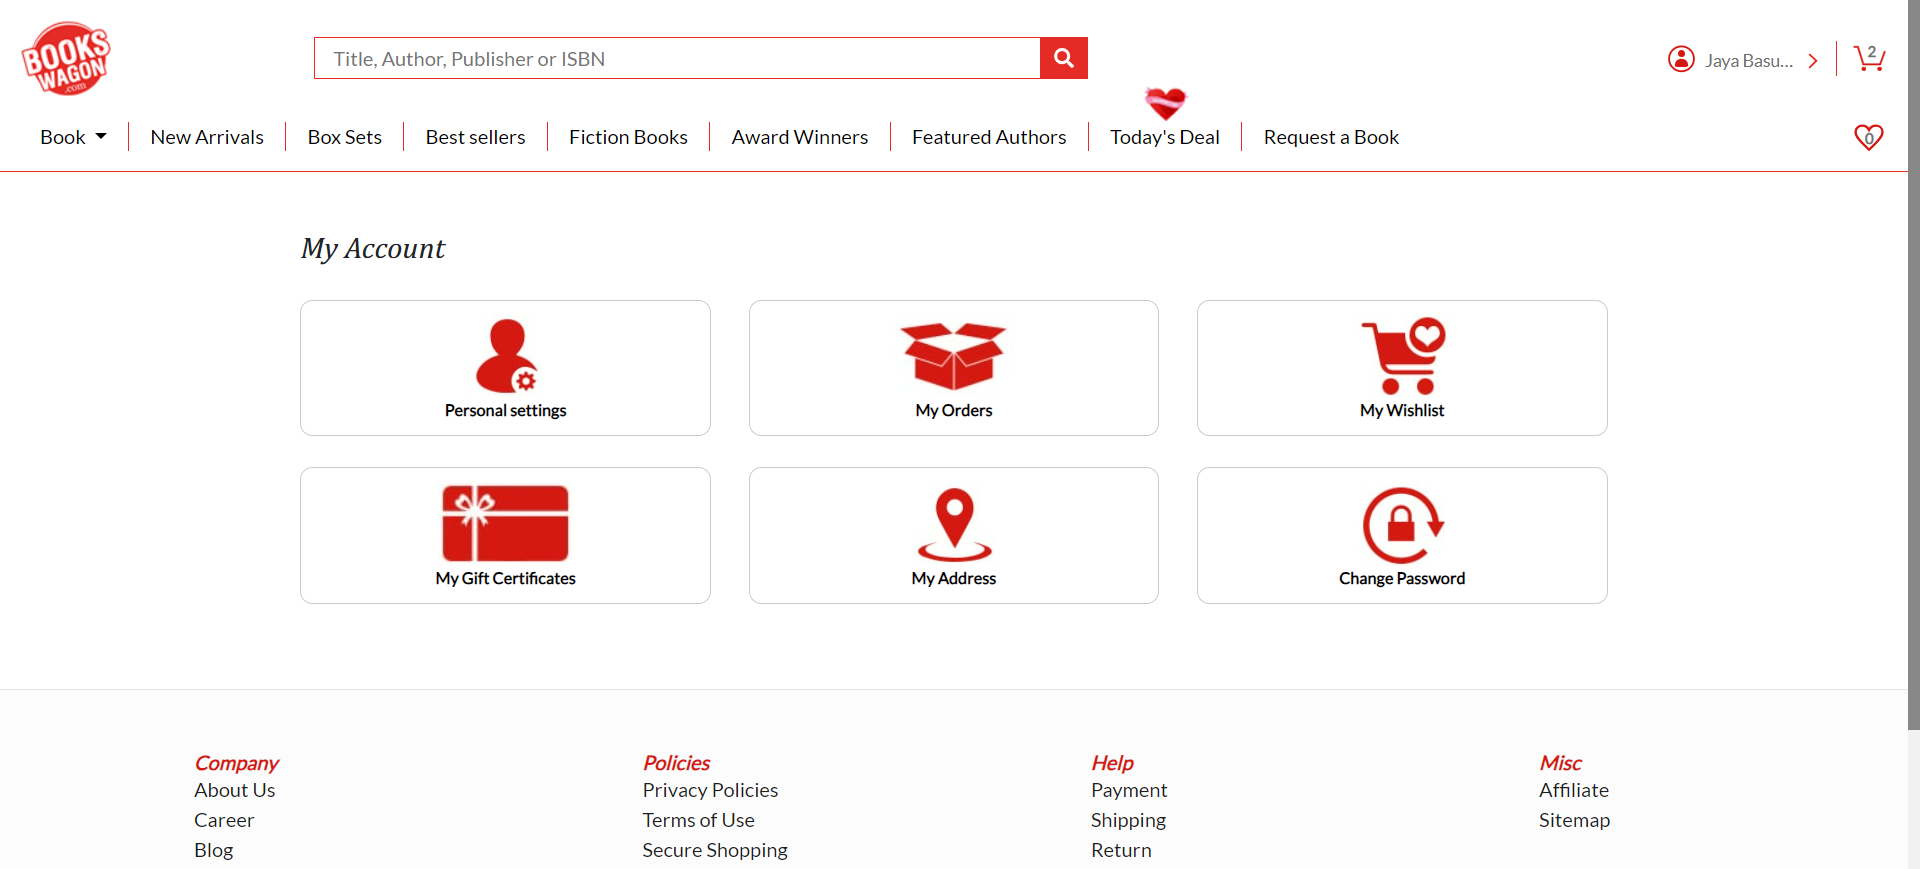 BOOKS
WAGON
.com
Title, Author, Publisher or ISBN
Jaya Basu...
2
Book
New Arrivals
Box Sets
Best sellers
Fiction Books
Award Winners
Featured Authors
Today's Deal
Request a Book
0
My Account
Personal settings
My Orders
My Wishlist
My Gift Certificates
My Address
Change Password
Company
About Us
Career
Blog
Policies
Privacy Policies
Terms of Use
Secure Shopping
Help
Payment
Shipping
Return
Misc
Affiliate
Sitemap